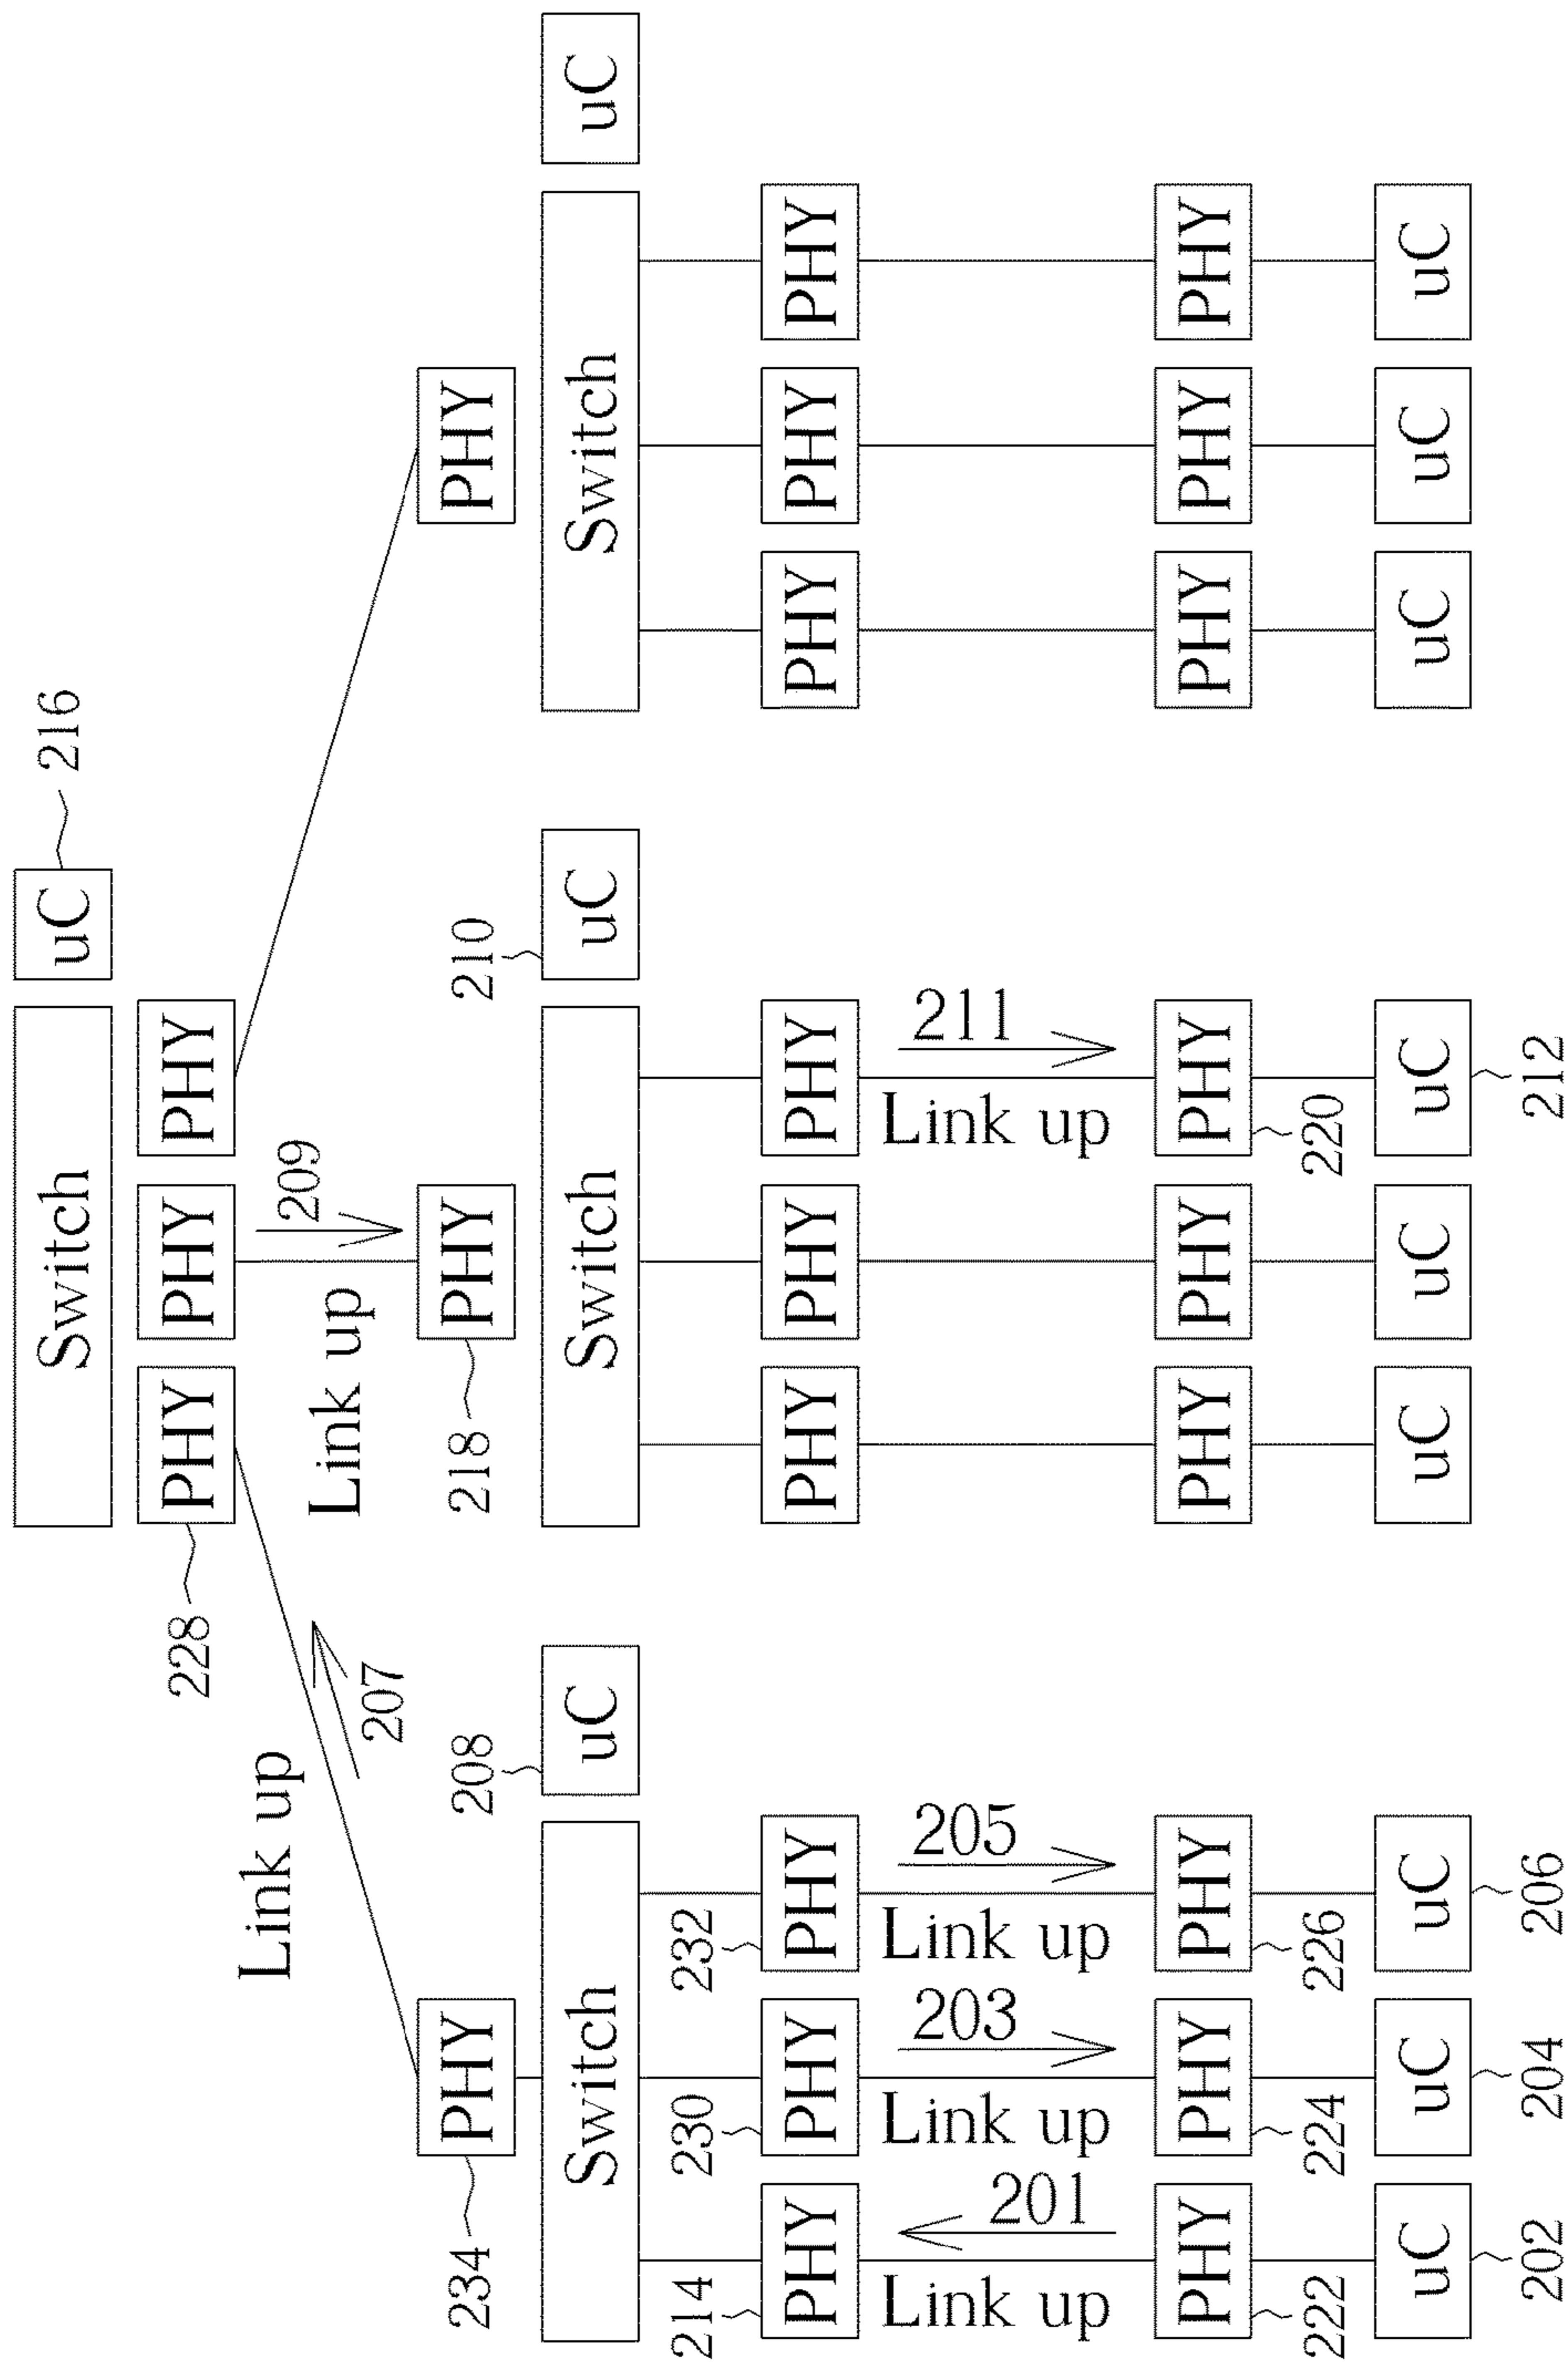 Switch
uC
216
228
PHY
PHY
PHY
Link up
207
Link up
209
234
PHY
218
PHY
PHY
208
210
Switch
uC
Switch
uC
Switch
uC
214
230
232
PHY
PHY
PHY
PHY
PHY
PHY
PHY
PHY
PHY
Link up
201
Link up
203
Link up
205
Link up
211
PHY
PHY
PHY
PHY
PHY
PHY
PHY
PHY
PHY
222
224
226
220
uC
uC
uC
uC
uC
uC
uC
uC
uC
202
204
206
212